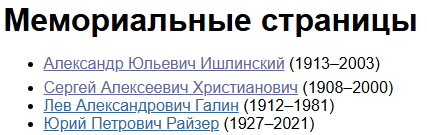 Мемориальные страницы
• Александр Юльевич Ишлинский (1913–2003)
• Сергей Алексеевич Христианович (1908–2000)
• Лев Александрович Галин (1912–1981)
• Юрий Петрович Райзер (1927–2021)